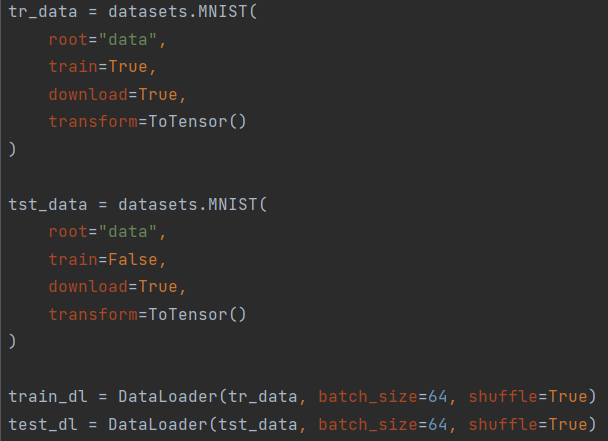 tr_data = datasets.MNIST(
    root="data",
    train=True,
    download=True,
    transform=ToTensor()
)
tst_data = datasets.MNIST(
    root="data",
    train=False,
    download=True,
    transform=ToTensor()
)
train_dl = DataLoader(tr_data, batch_size=64, shuffle=True)
test_dl = DataLoader(tst_data, batch_size=64, shuffle=True)